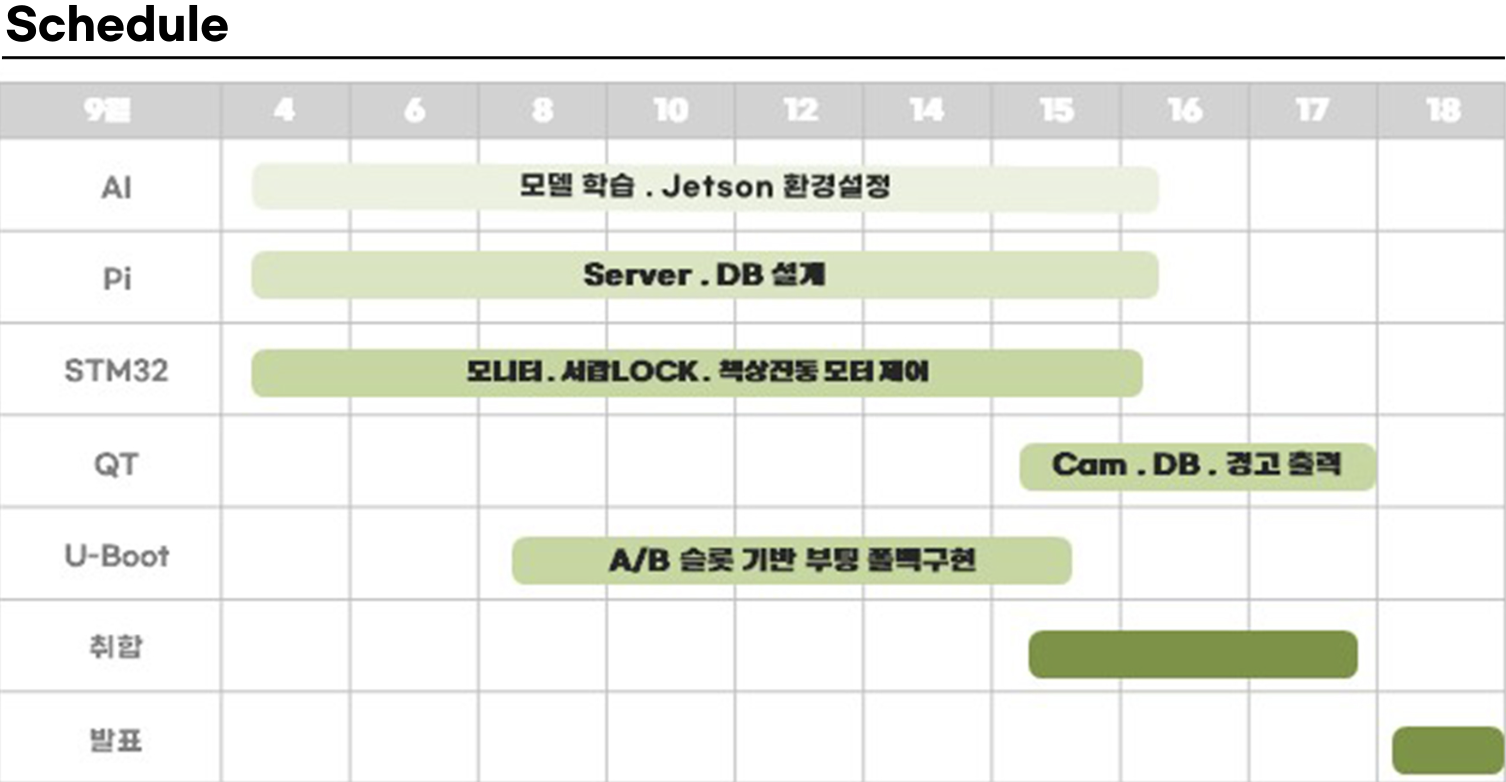 Schedule
9월 4 6 8 10 12 14 15 16 17 18
AI 모델 학습 . Jetson 환경설정
Pi Server . DB 설계
STM32 모니터 . 서랍LOCK . 책상전동 모터 제어
QT Cam . DB . 경고 출력
U-Boot A/B 슬롯 기반 부팅 폴백구현
취합
발표